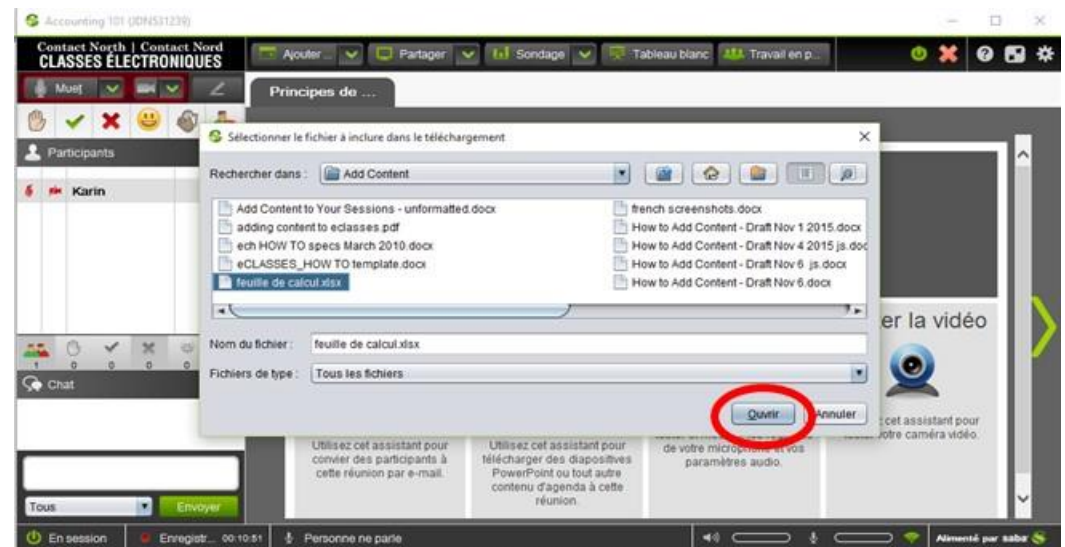 Accounting 101 (JDNS31239)
Contact North | Contact Nord
CLASSES ÉLECTRONIQUES
Ajouter ...
Partager
Sondage
Tableau blanc
Travail en p...
Muet
Principes de ...
Participants
Karin
Sélectionner le fichier à inclure dans le téléchargement
Rechercher dans :
Add Content
Add Content to Your Sessions - unformatted.docx
adding content to eclasses.pdf
ech HOW TO specs March 2010.docx
eCLASSES_HOW TO template.docx
feuille de calcul.xlsx
french screenshots.docx
How to Add Content - Draft Nov 1 2015.docx
How to Add Content - Draft Nov 4 2015 js.doc
How to Add Content - Draft Nov 6 js.docx
How to Add Content - Draft Nov 6.docx
Nom du fichier :
feuille de calcul.xlsx
Fichiers de type :
Tous les fichiers
Ouvrir
Annuler
1 0 0 0 0
Chat
er la vidéo
Utilisez cet assistant pour
convier des participants à
cette réunion par e-mail.
Utilisez cet assistant pour
télécharger des diapositives
PowerPoint ou tout autre
contenu d'agenda à cette
réunion.
de votre microphone et vos
paramètres audio.
cet assistant pour
votre caméra vidéo.
Tous
Envoyer
En session
Enregistr... 00:10:51
Personne ne parle
Alimenté par saba